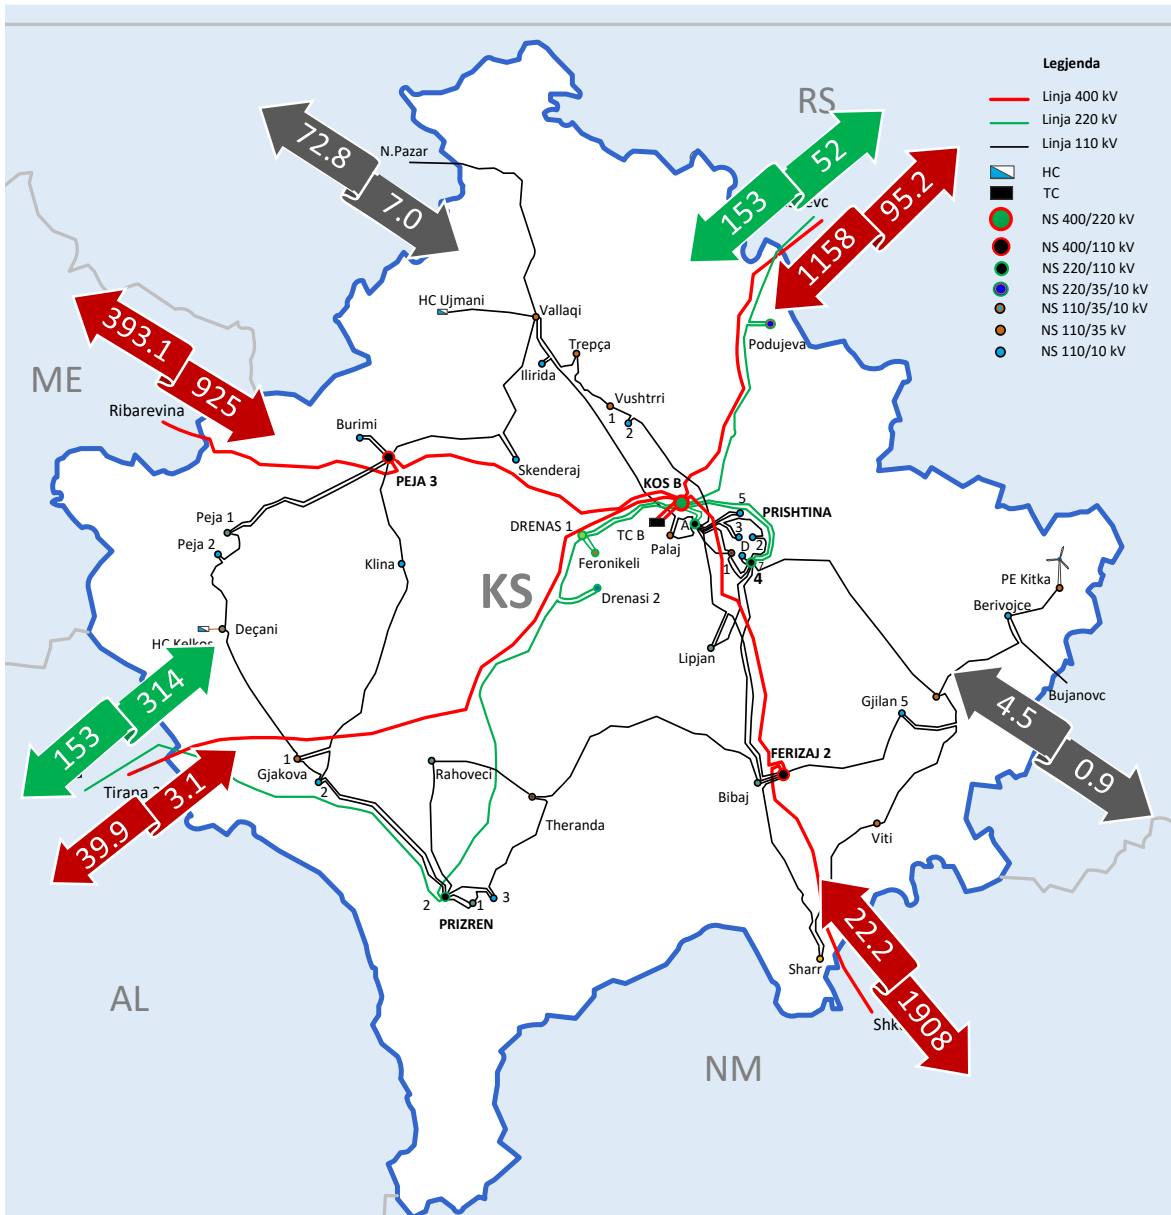 Legjenda
Linja 400 kV
Linja 220 kV
Linja 110 kV
HC
TC
NS 400/220 kV
NS 400/110 kV
NS 220/110 kV
NS 220/35/10 kV
NS 110/35/10 kV
NS 110/35 kV
NS 110/10 kV
RS
72.8
7.0
N.Pazar
153
52
1158
95.2
HC Ujmani
Vallaqi
Trepça
Ilirida
Podujeva
393.1
925
ME
Ribarevina
Burimi
Vushtrri
1
2
Skenderaj
PEJA 3
KOS B
5
PRISHTINA
Peja 1
DRENAS 1
TC B
A
3
2
Peja 2
Palaj
D
1
7
4
Klina
Feronikeli
KS
Drenasi 2
PE Kitka
Berivojce
Deçani
HC Kelkos
Lipjan
Bujanovc
314
153
Gjilan 5
4.5
0.9
FERIZAJ 2
1
Gjakova
2
Rahoveci
Bibaj
Tirana
3.1
39.9
Theranda
Viti
2
1
3
PRIZREN
22.2
1908
Sharr
AL
NM